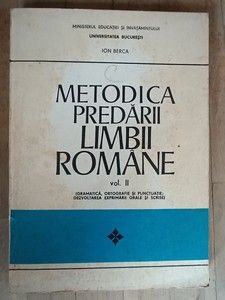 MINISTERUL EDUCAȚIEI ȘI ÎNVĂȚĂMÎNTULUI
UNIVERSITATEA BUCUREȘTI
ION BERCA
METODICA
PREDĂRII
LIMBII
ROMÂNE
vol. II
(GRAMATICĂ, ORTOGRAFIE ȘI PUNCTUAȚIE;
DEZVOLTAREA EXPRIMĂRII ORALE ȘI SCRISE)